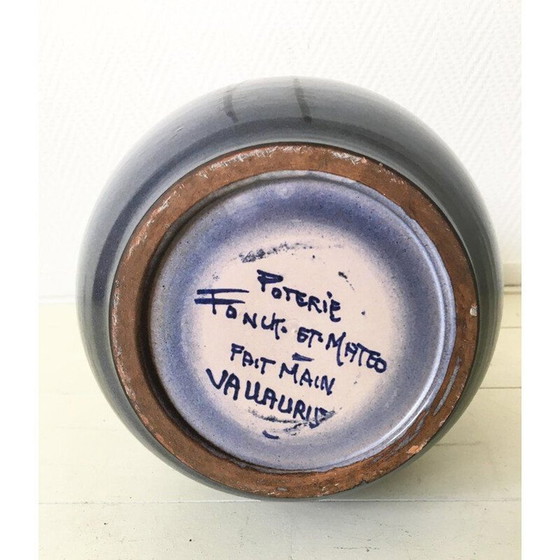 POTERIE
FONCK. ET. MATEO
FAIT MAIN
VALLAURIS